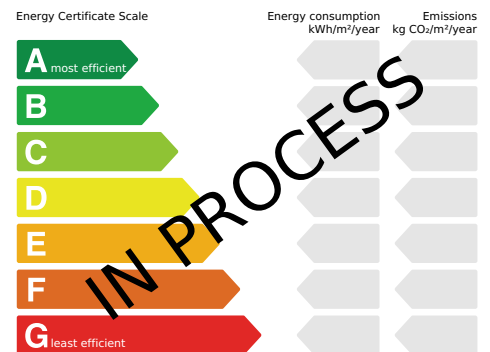 Energy Certificate Scale
Energy consumption
kWh/m²/year
Emissions
kg CO₂/m²/year
A most efficient
B
C
D
E
F
G least efficient
IN PROCESS